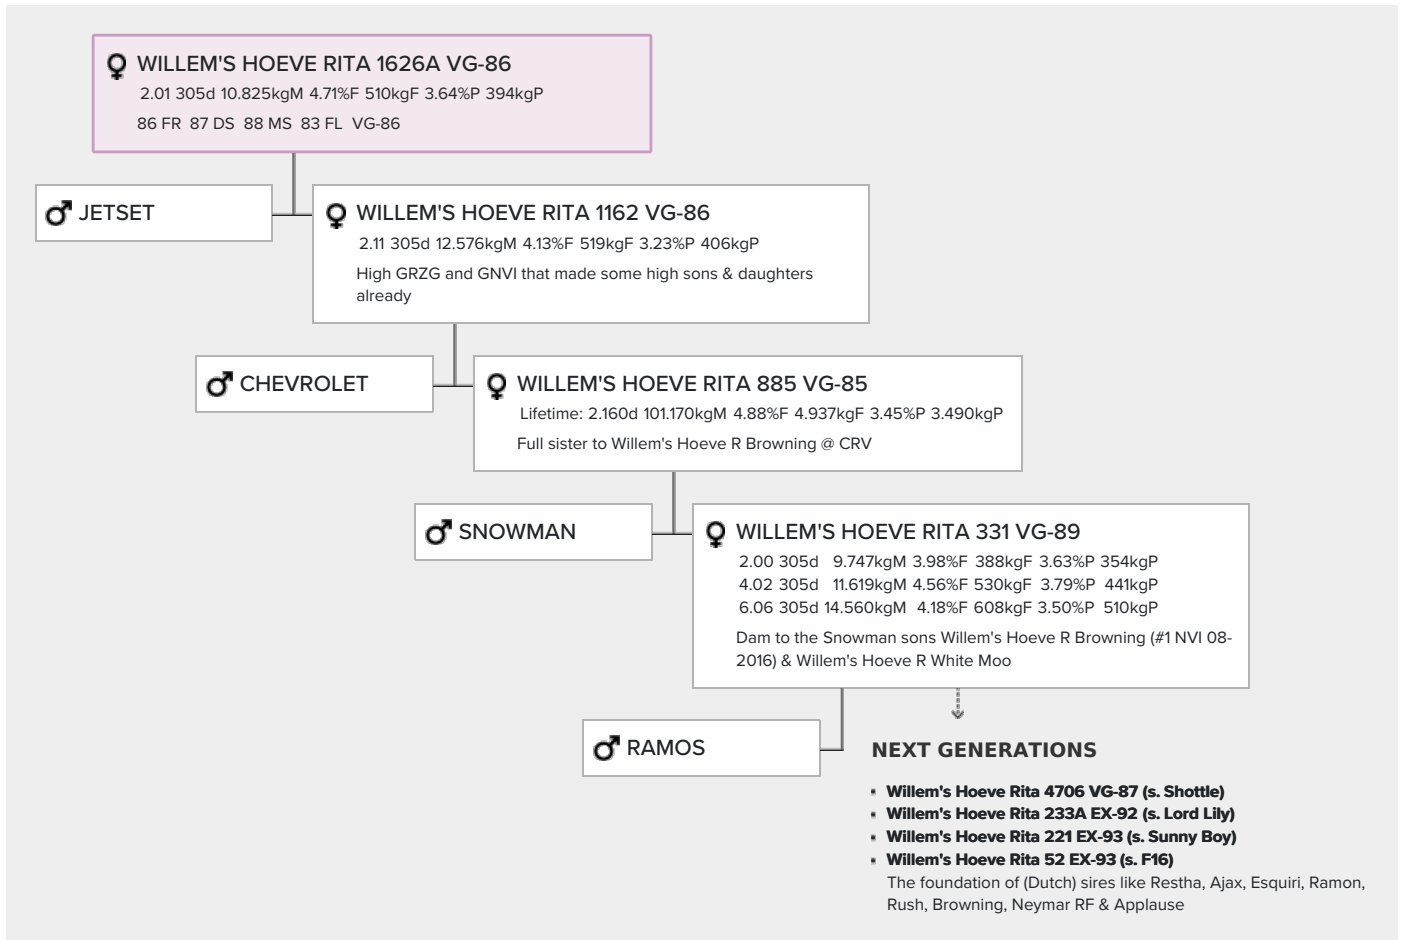 WILLEM'S HOEVE RITA 1626A VG-86
2.01 305d 10.825kgM 4.71%F 510kgF 3.64%P 394kgP
86 FR 87 DS 88 MS 83 FL VG-86
JETSET
WILLEM'S HOEVE RITA 1162 VG-86
2.11 305d 12.576kgM 4.13%F 519kgF 3.23%P 406kgP
High GRZG and GNVI that made some high sons & daughters
already
CHEVROLET
WILLEM'S HOEVE RITA 885 VG-85
Lifetime: 2.160d 101.170kgM 4.88%F 4.937kgF 3.45%P 3.490kgP
Full sister to Willem's Hoeve R Browning @ CRV
SNOWMAN
WILLEM'S HOEVE RITA 331 VG-89
2.00 305d 9.747kgM 3.98%F 388kgF 3.63%P 354kgP
4.02 305d 11.619kgM 4.56%F 530kgF 3.79%P 441kgP
6.06 305d 14.560kgM 4.18%F 608kgF 3.50%P 510kgP
Dam to the Snowman sons Willem's Hoeve R Browning (#1 NVI 08-
2016) & Willem's Hoeve R White Moo
RAMOS
NEXT GENERATIONS
Willem's Hoeve Rita 4706 VG-87 (s. Shottle)
Willem's Hoeve Rita 233A EX-92 (s. Lord Lily)
Willem's Hoeve Rita 221 EX-93 (s. Sunny Boy)
Willem's Hoeve Rita 52 EX-93 (s. F16)
The foundation of (Dutch) sires like Restha, Ajax, Esquiri, Ramon,
Rush, Browning, Neymar RF & Applause